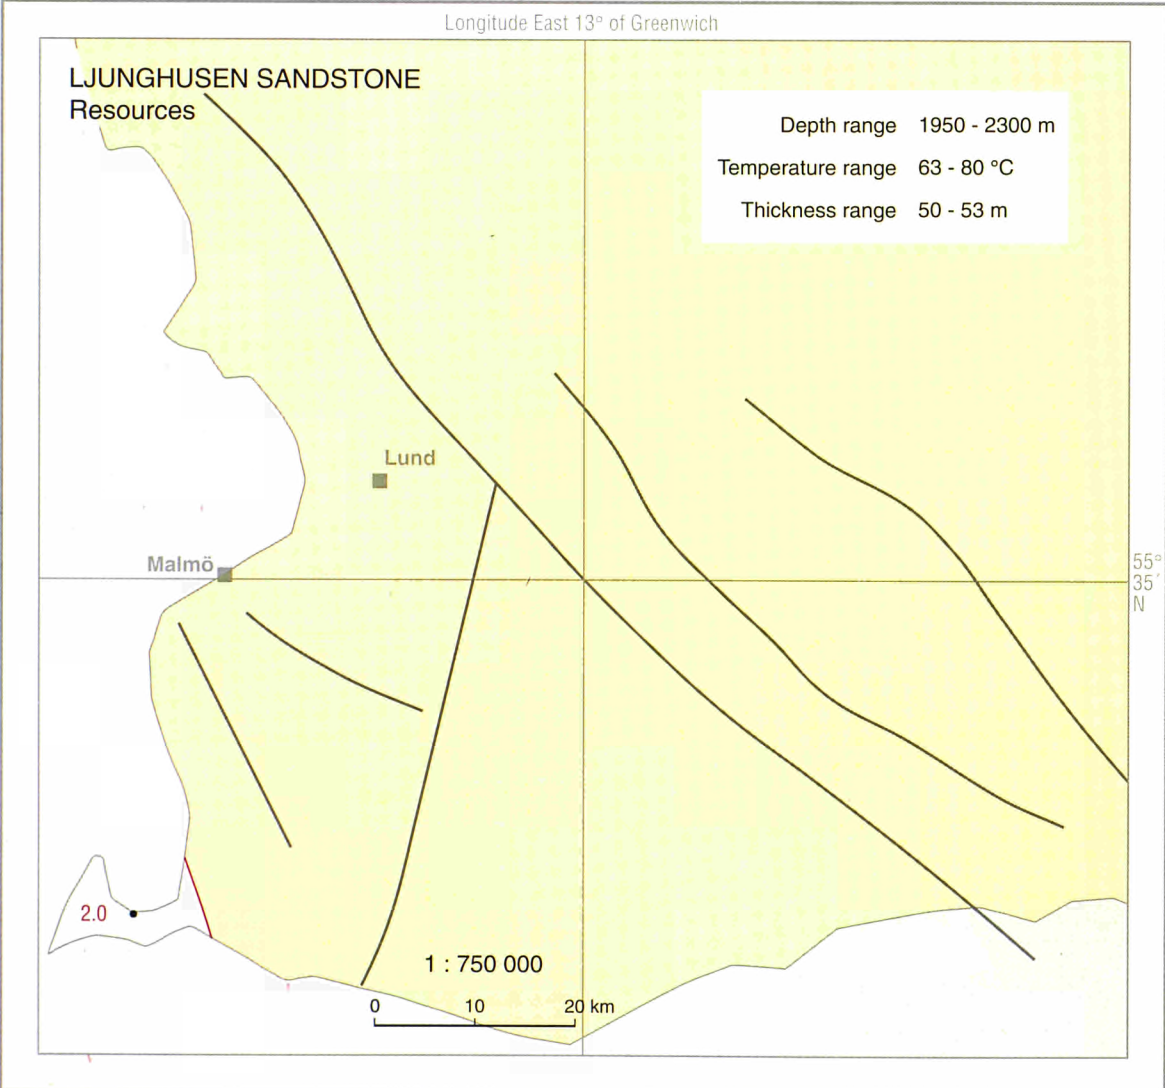 Longitude East 13° of Greenwich
LJUNGHUSEN SANDSTONE
Resources
Depth range 1950 - 2300 m
Temperature range 63 - 80 °C
Thickness range 50 - 53 m
Lund
Malmö
55°
35′
N
2.0
1 : 750 000
0 10 20 km